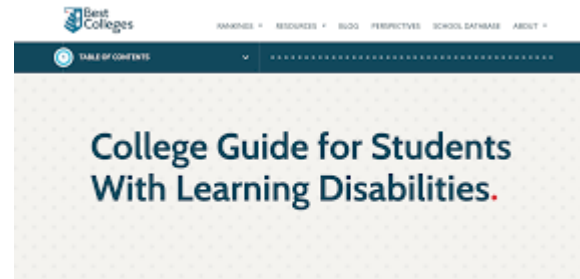 Best
Colleges
RANKINGS RESOURCES BLOG PERSPECTIVES SCHOOL DATABASE ABOUT
TABLE OF CONTENTS
College Guide for Students
With Learning Disabilities.